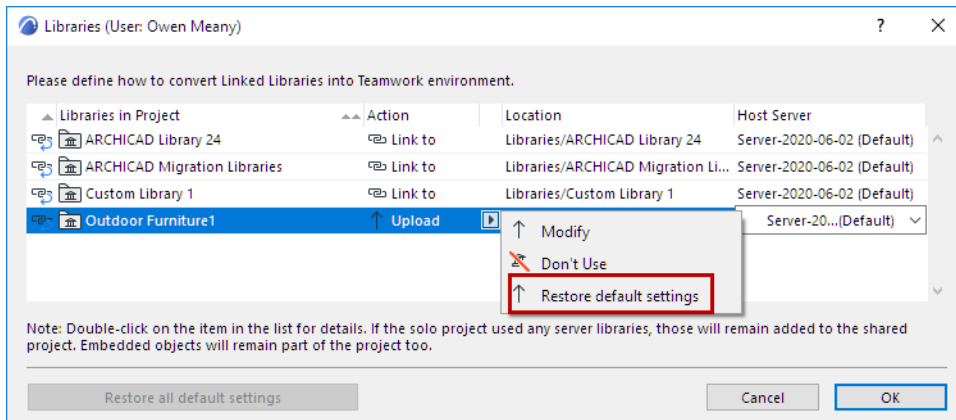 Libraries (User: Owen Meany)
?
Please define how to convert Linked Libraries into Teamwork environment.
Libraries in Project Action Location Host Server
ARCHICAD Library 24 Link to Libraries/ARCHICAD Library 24 Server-2020-06-02 (Default)
ARCHICAD Migration Libraries Link to Libraries/ARCHICAD Migration Li... Server-2020-06-02 (Default)
Custom Library 1 Link to Libraries/Custom Library 1 Server-2020-06-02 (Default)
Outdoor Furniture1 Upload Server-20...(Default)
Modify
Don't Use
Restore default settings
Note: Double-click on the item in the list for details. If the solo project used any server libraries, those will remain added to the shared
project. Embedded objects will remain part of the project too.
Restore all default settings Cancel OK